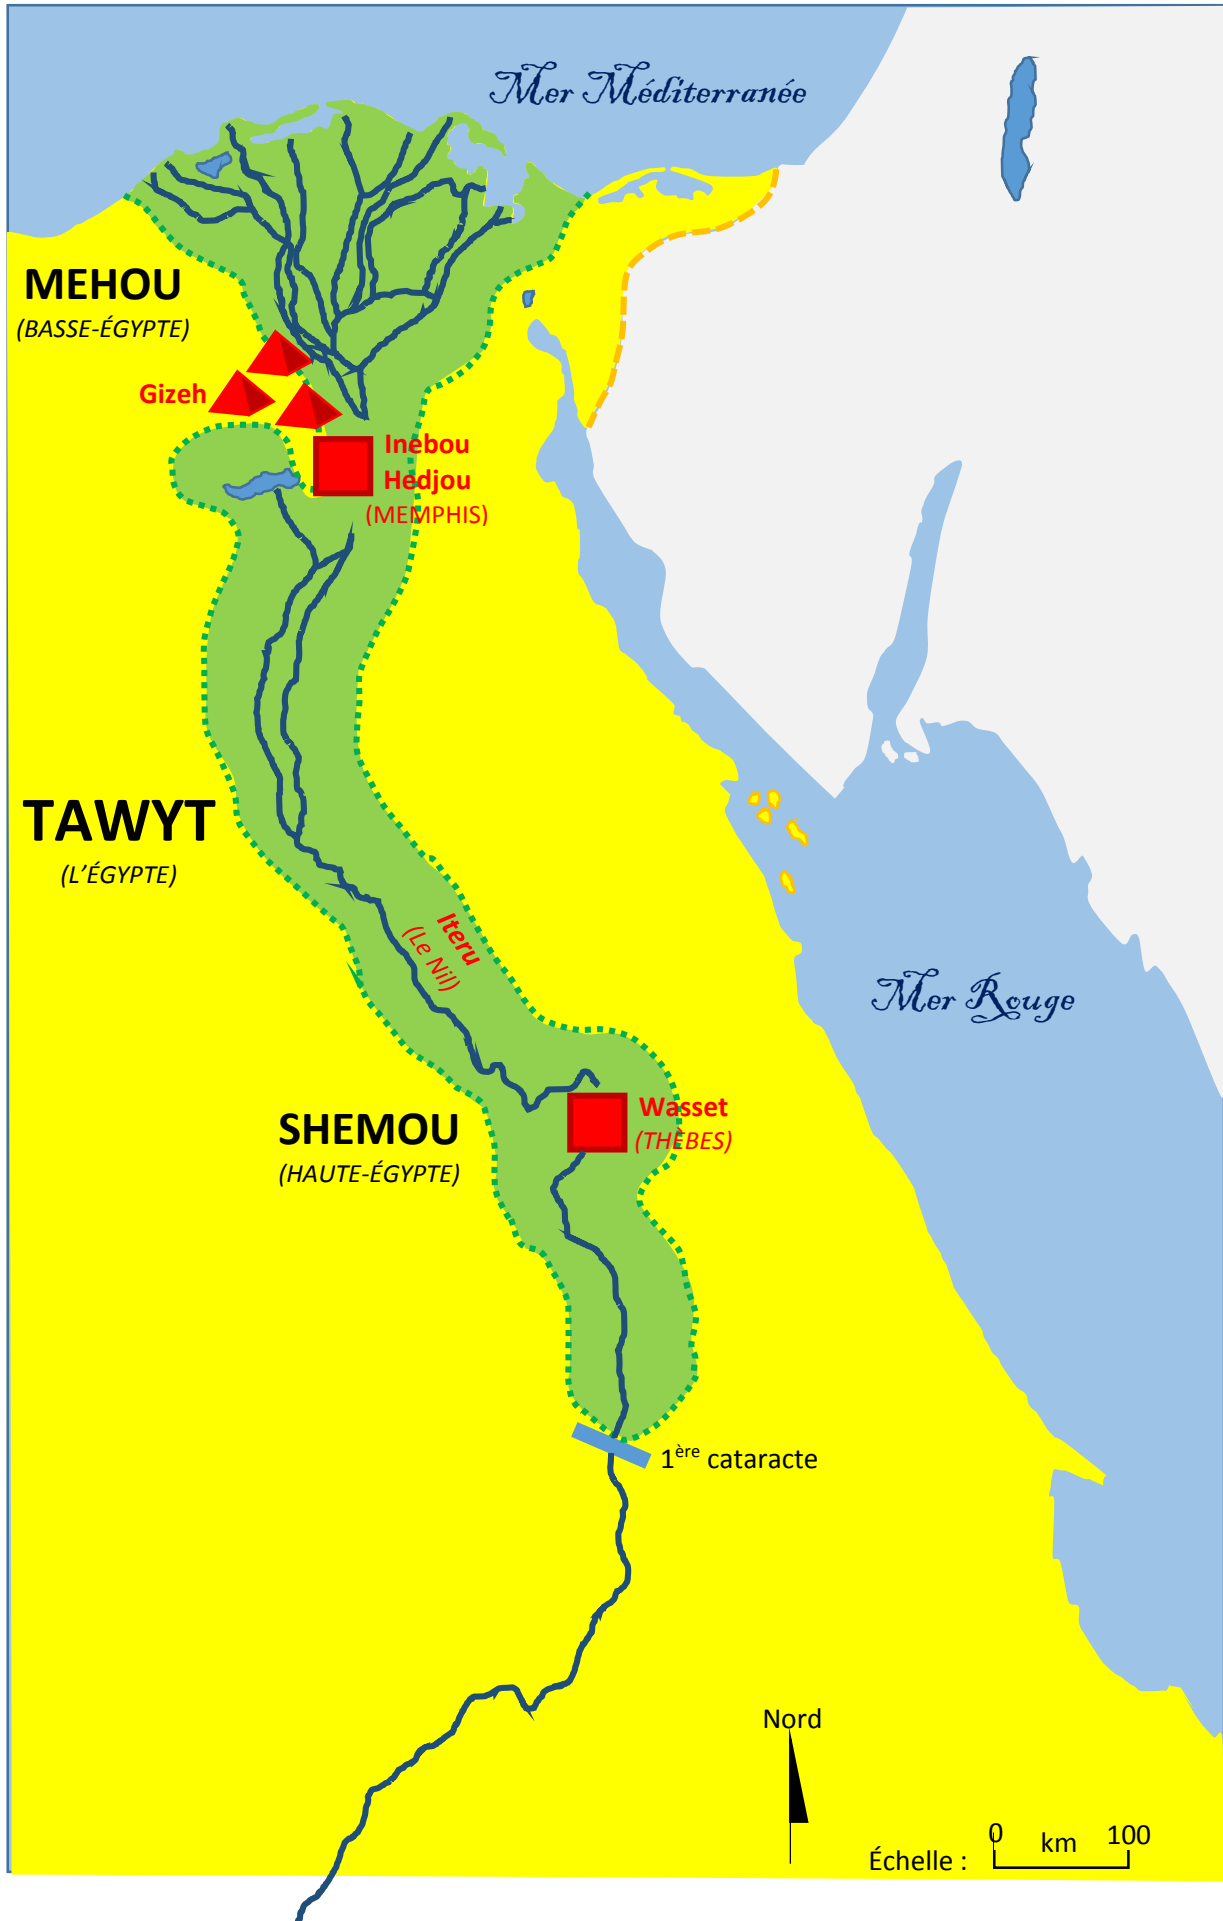 Mer Méditerranée
MEHOU
(BASSE-ÉGYPTE)
Gizeh
Inebou
Hedjou
(MEMPHIS)
TAWYT
(L'ÉGYPTE)
Iteru
(Le Nil)
Mer Rouge
SHEMOU
(HAUTE-ÉGYPTE)
Wasset
(THÈBES)
1ère cataracte
Nord
Échelle : 0 km 100